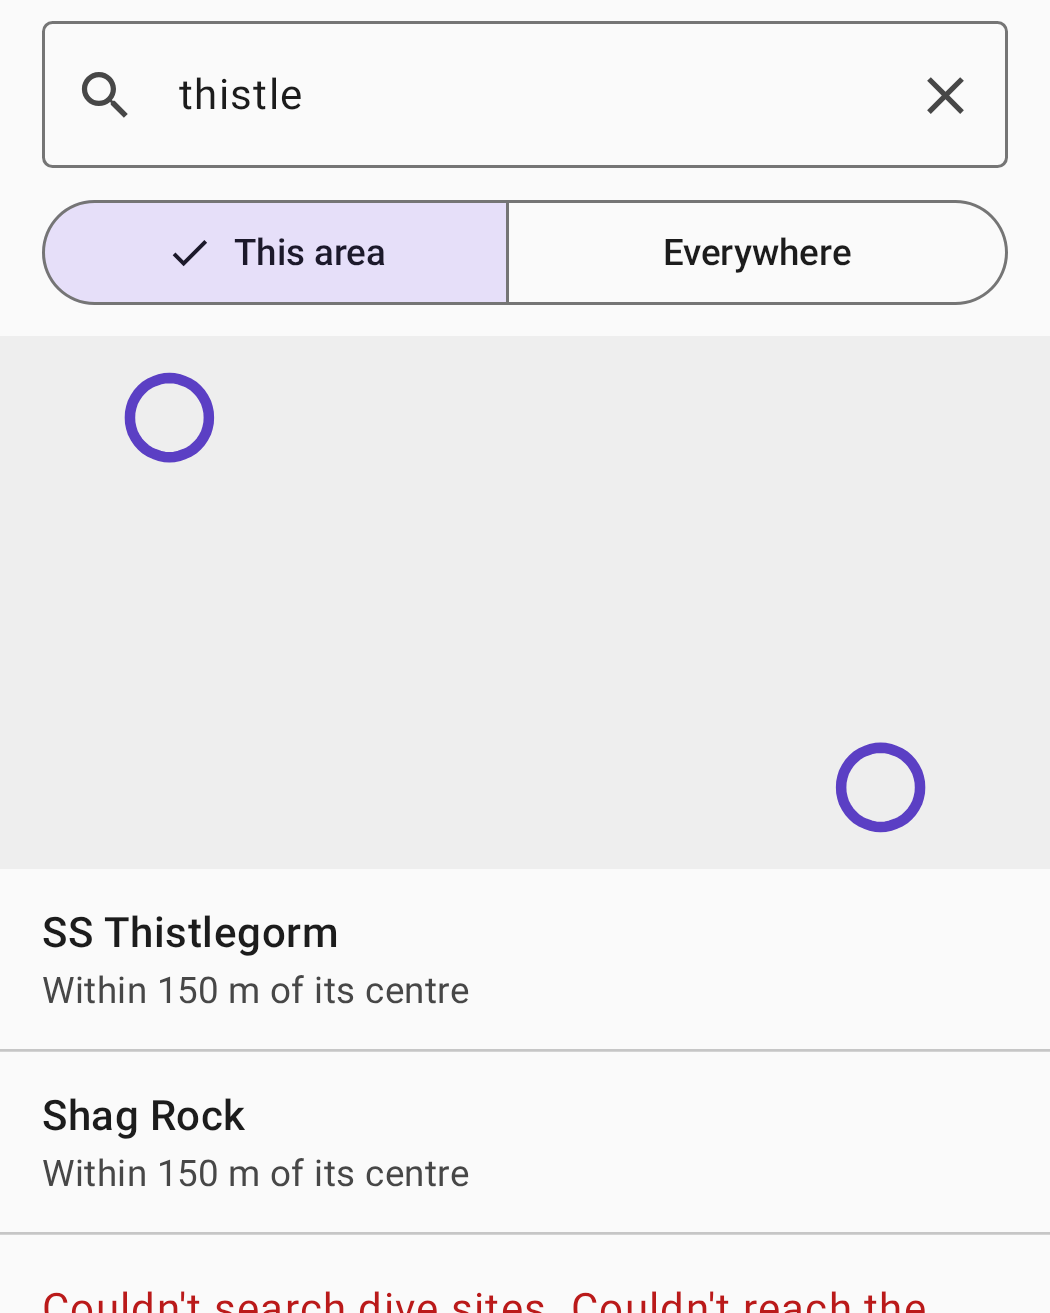 thistle
This area
Everywhere
SS Thistlegorm
Within 150 m of its centre
Shag Rock
Within 150 m of its centre
Couldn't search dive sites. Couldn't reach the